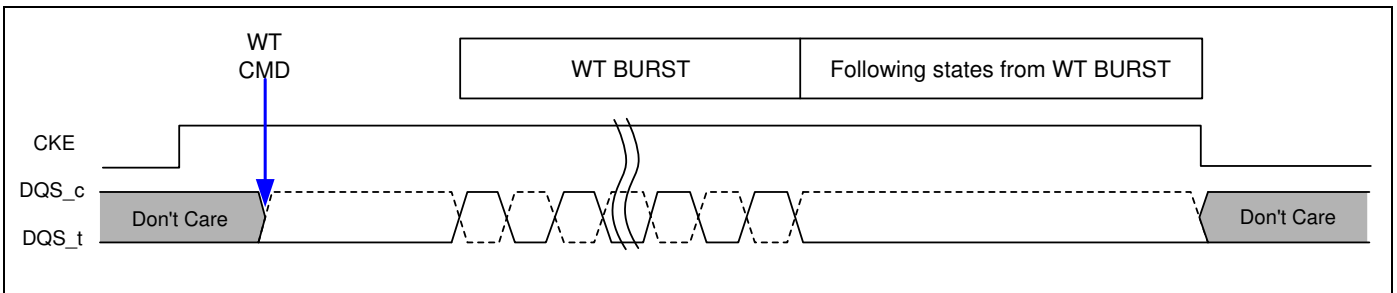 WT
CMD
WT BURST
Following states from WT BURST
CKE
DQS_c
Don't Care
Don't Care
DQS_t